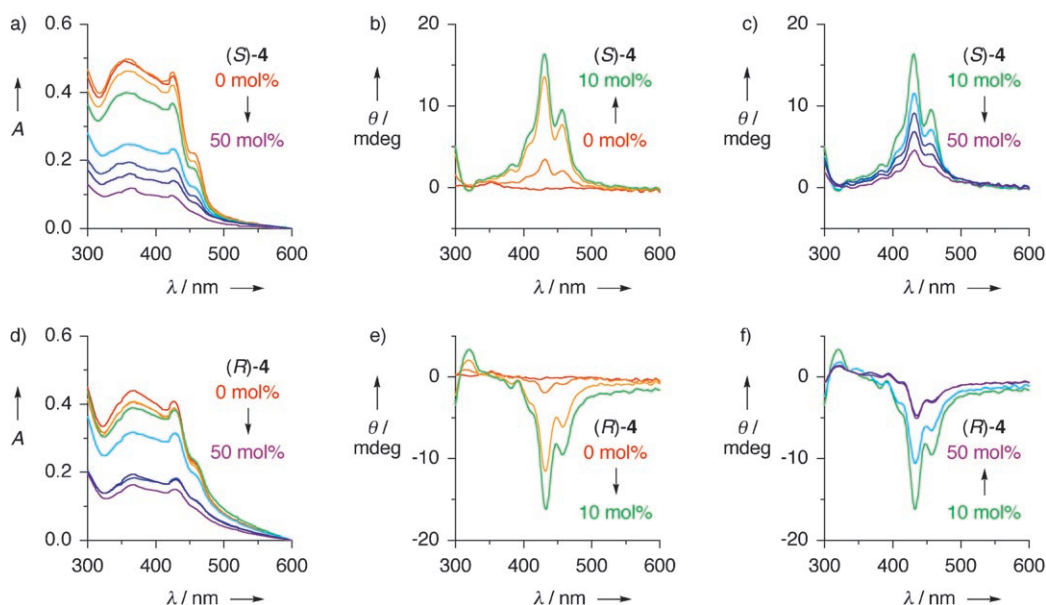 a)
0.6
0.4
A
0.2
0.0
300 400 500 600
λ / nm
(S)-4
0 mol%
50 mol%
b)
20
10
θ /
mdeg
0
300 400 500 600
λ / nm
(S)-4
10 mol%
0 mol%
c)
20
10
θ /
mdeg
0
300 400 500 600
λ / nm
(S)-4
10 mol%
50 mol%
d)
0.6
0.4
A
0.2
0.0
300 400 500 600
λ / nm
(R)-4
0 mol%
50 mol%
e)
0
θ /
mdeg
-10
-20
300 400 500 600
λ / nm
(R)-4
0 mol%
10 mol%
f)
0
θ /
mdeg
-10
-20
300 400 500 600
λ / nm
(R)-4
50 mol%
10 mol%